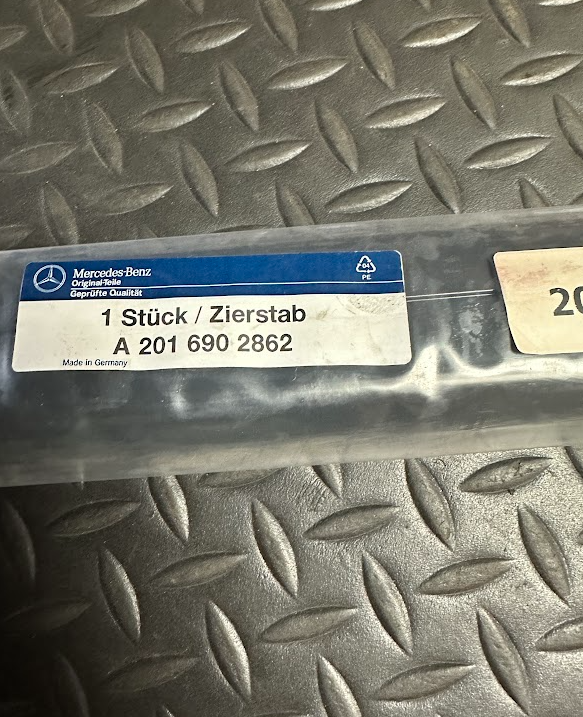 Mercedes-Benz
Original-Teile
Geprüfte Qualität
04
PE
1 Stück / Zierstab
A 201 690 2862
Made in Germany
20